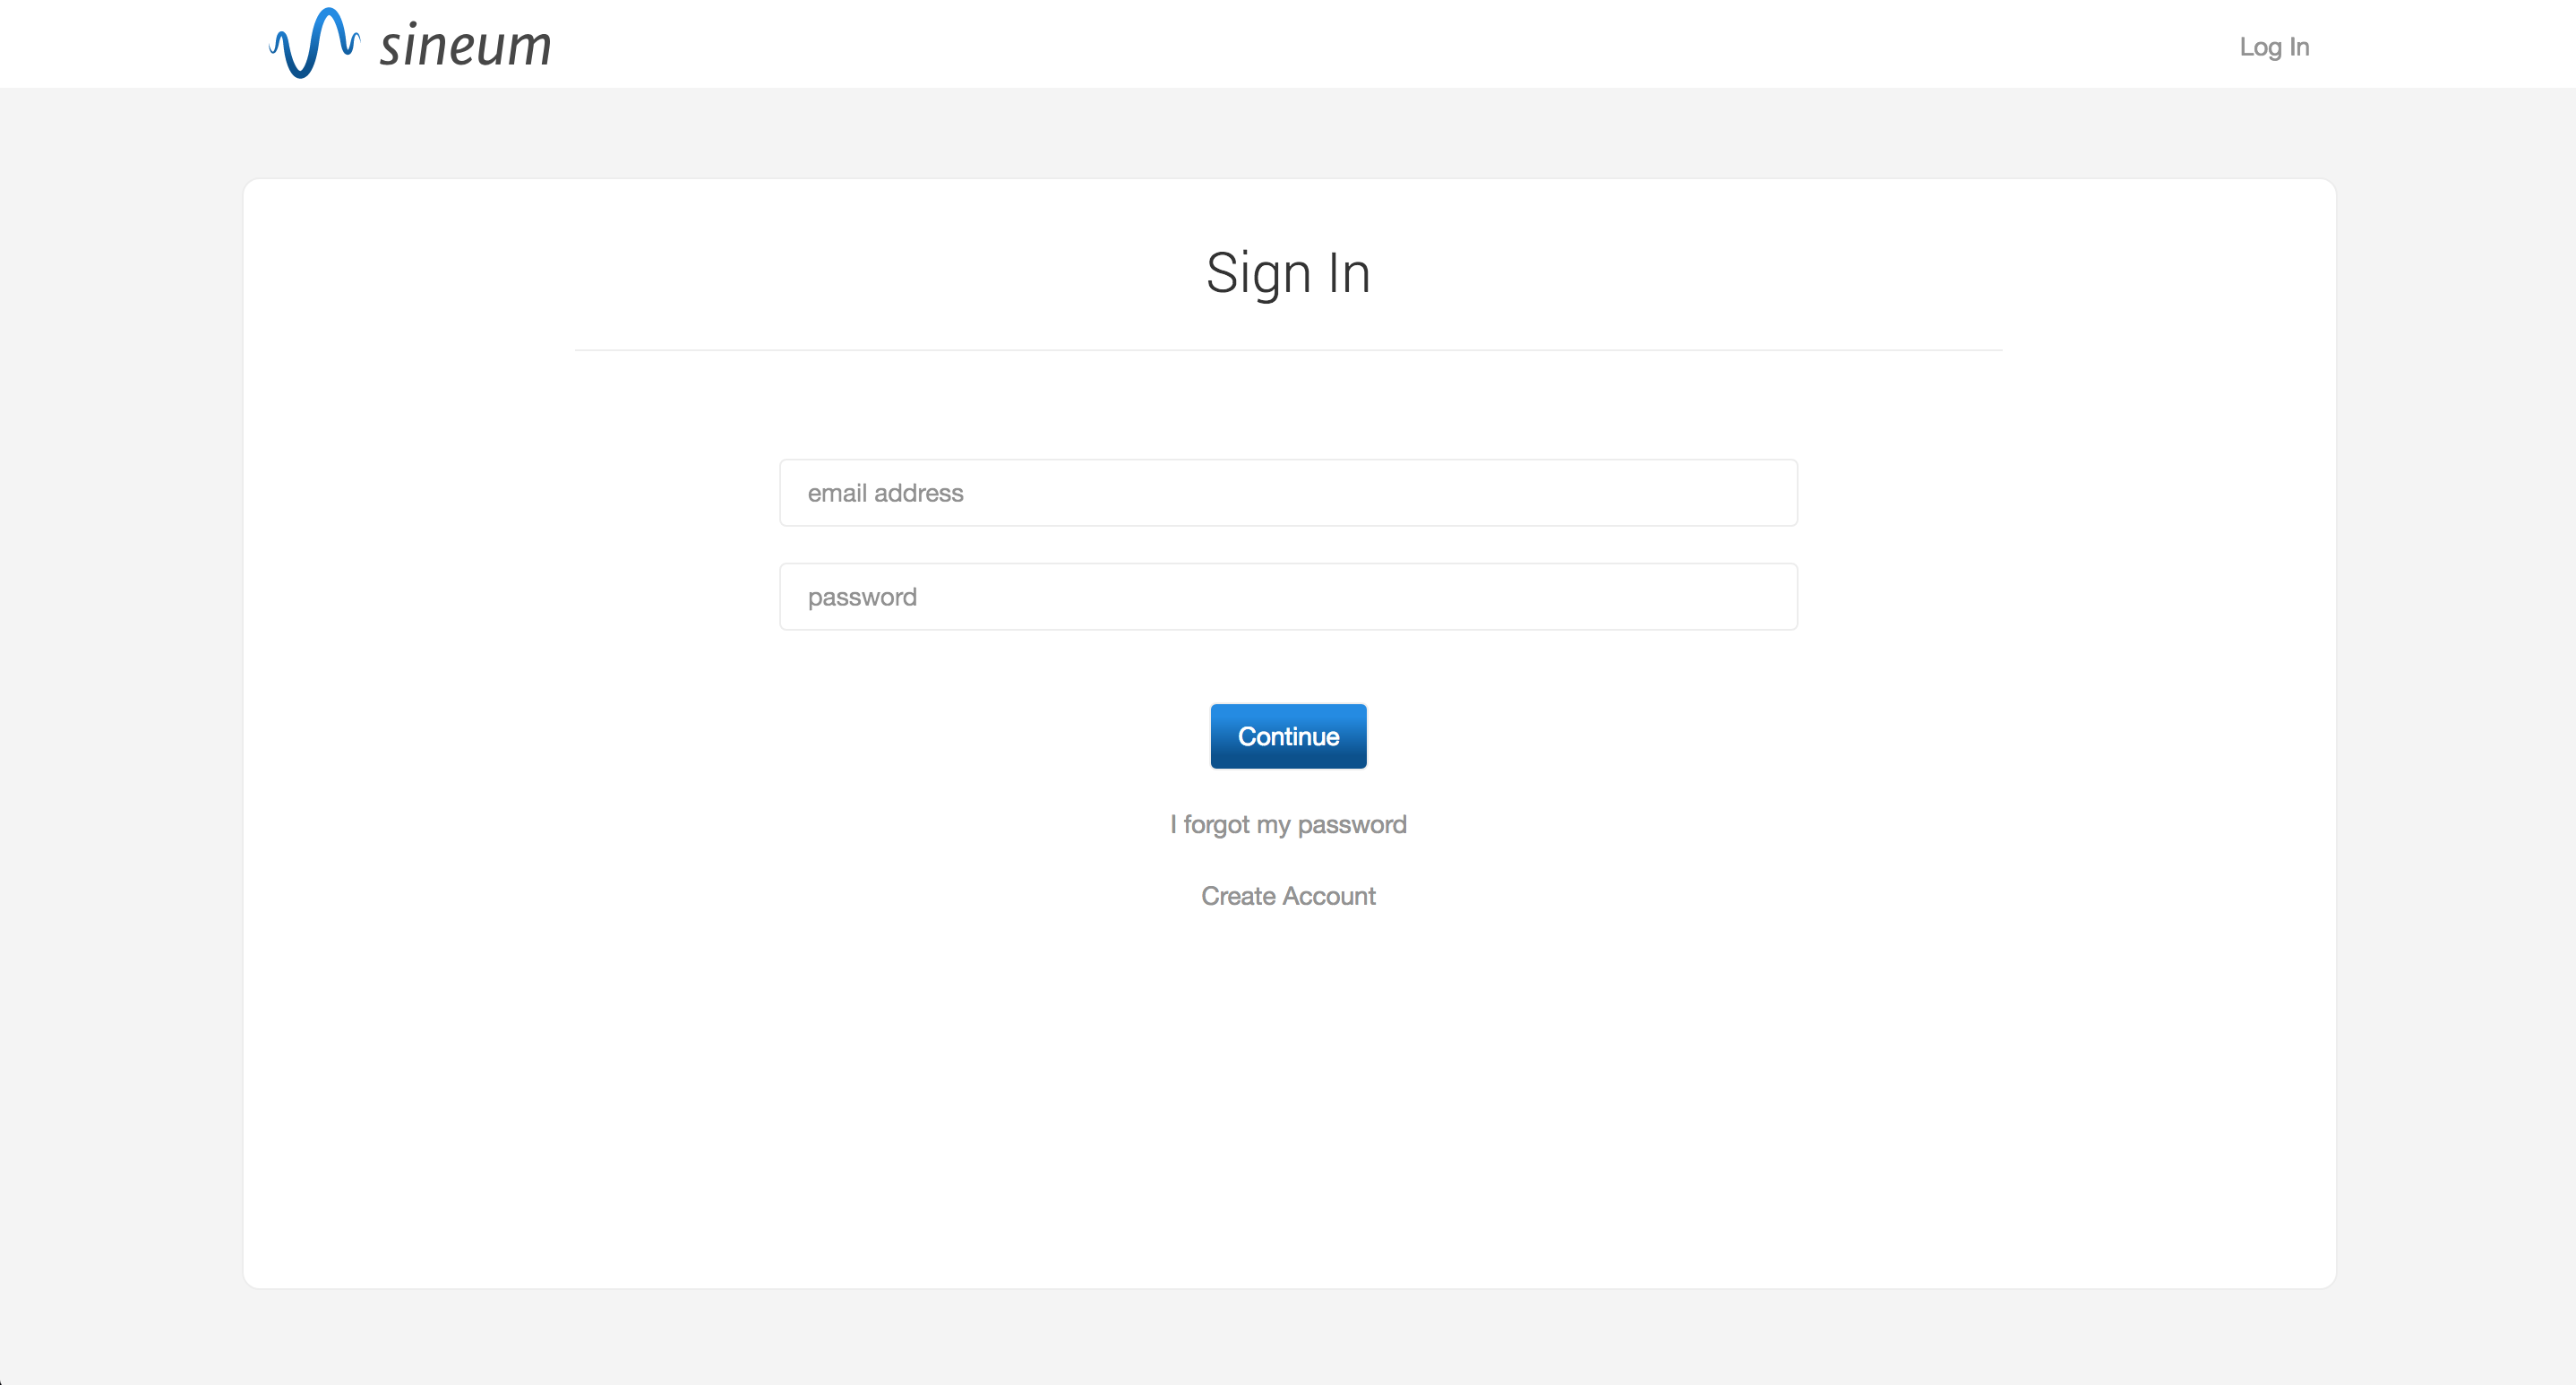 sineum
Log In
Sign In
email address
password
Continue
I forgot my password
Create Account